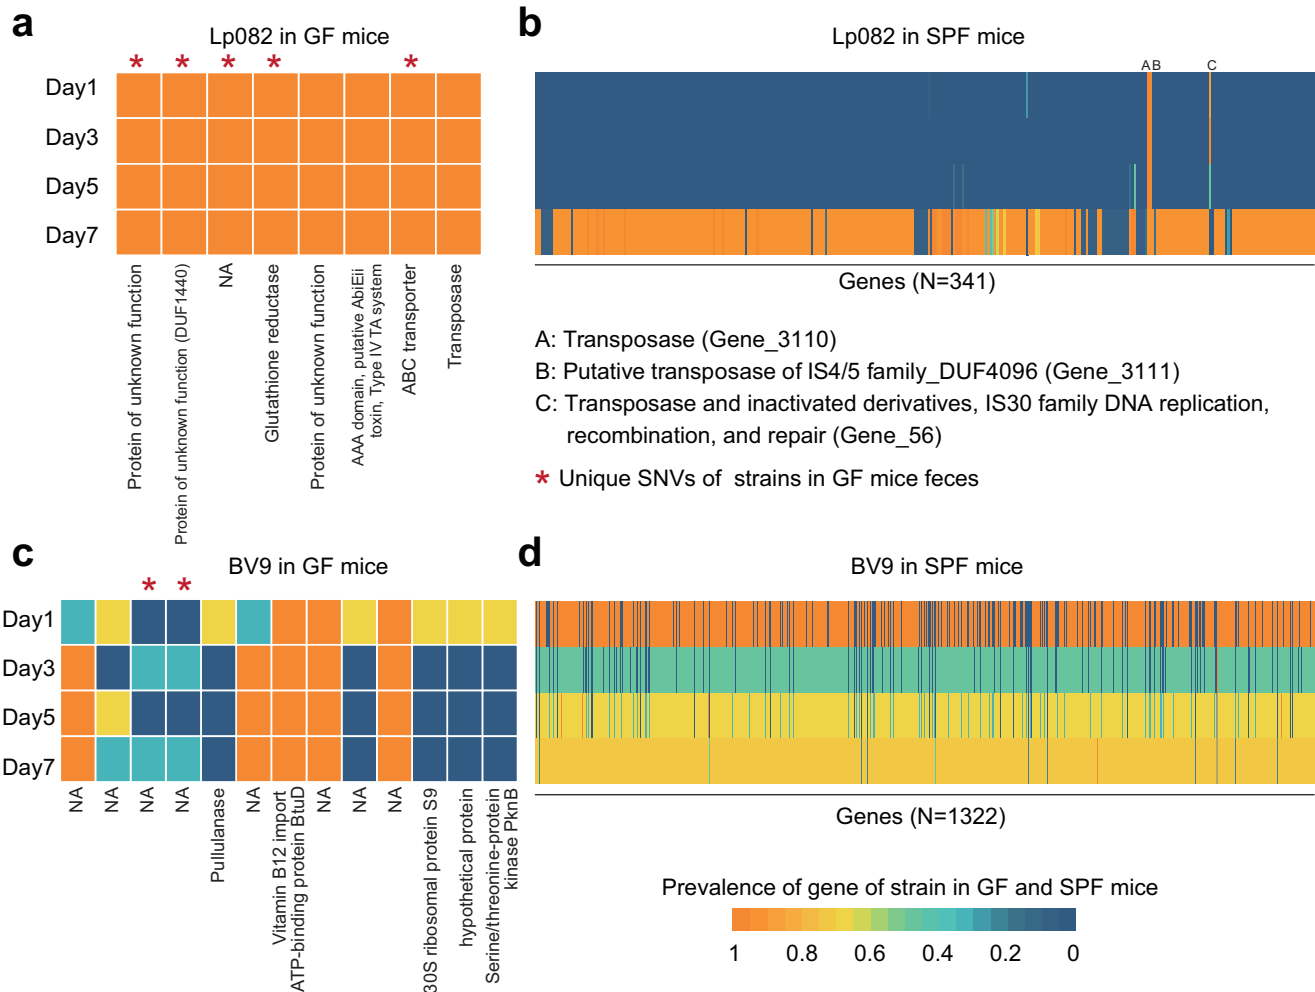 a
Lp082 in GF mice
* * * * *
Day1
Day3
Day5
Day7
Protein of unknown function
Protein of unknown function (DUF1440)
NA
Glutathione reductase
Protein of unknown function
AAA domain, putative AbiEii
toxin, Type IV TA system
ABC transporter
Transposase
b
Lp082 in SPF mice
A B C
Genes (N=341)
A: Transposase (Gene_3110)
B: Putative transposase of IS4/5 family_DUF4096 (Gene_3111)
C: Transposase and inactivated derivatives, IS30 family DNA replication,
recombination, and repair (Gene_56)
* Unique SNVs of strains in GF mice feces
c
BV9 in GF mice
* *
Day1
Day3
Day5
Day7
NA
NA
NA
NA
Pullulanase
NA
Vitamin B12 import
ATP-binding protein BtuD
NA
NA
NA
30S ribosomal protein S9
hypothetical protein
Serine/threonine-protein
kinase PknB
d
BV9 in SPF mice
Genes (N=1322)
Prevalence of gene of strain in GF and SPF mice
1 0.8 0.6 0.4 0.2 0